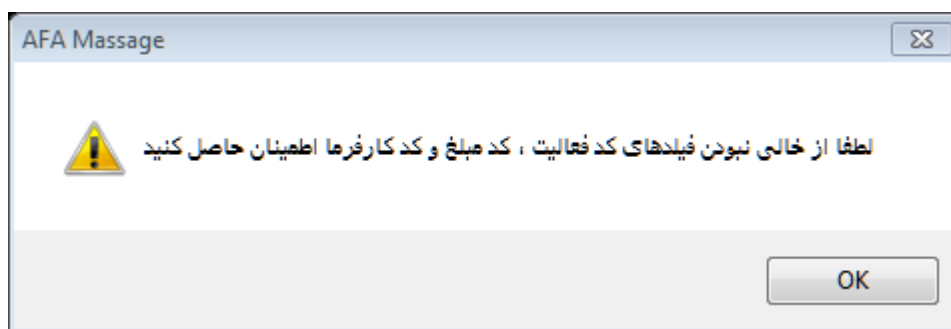 AFA Massage
لطفا از خالی نبودن فیلدهای کد فعالیت ، کد مبلغ و کد کارفرما اطمینان حاصل کنید
OK